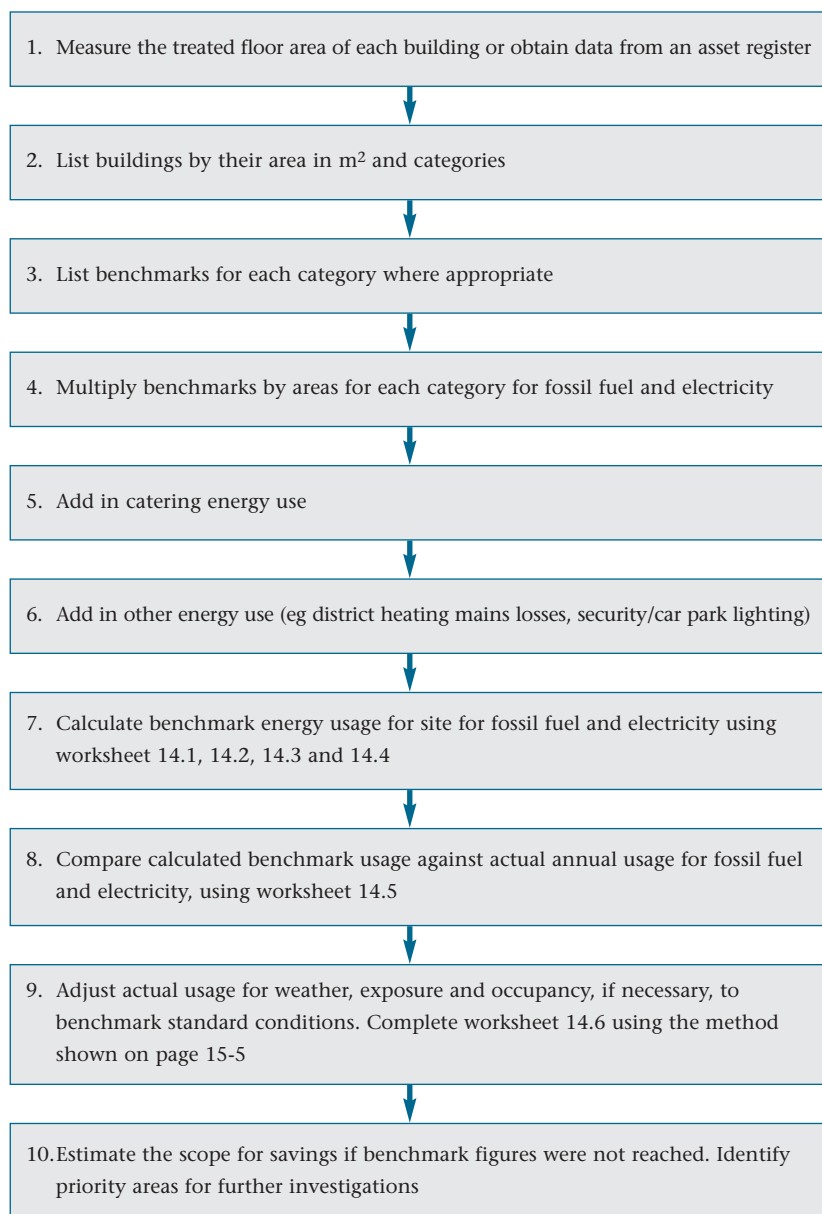 1. Measure the treated floor area of each building or obtain data from an asset register
2. List buildings by their area in m² and categories
3. List benchmarks for each category where appropriate
4. Multiply benchmarks by areas for each category for fossil fuel and electricity
5. Add in catering energy use
6. Add in other energy use (eg district heating mains losses, security/car park lighting)
7. Calculate benchmark energy usage for site for fossil fuel and electricity using
worksheet 14.1, 14.2, 14.3 and 14.4
8. Compare calculated benchmark usage against actual annual usage for fossil fuel
and electricity, using worksheet 14.5
9. Adjust actual usage for weather, exposure and occupancy, if necessary, to
benchmark standard conditions. Complete worksheet 14.6 using the method
shown on page 15-5
10.Estimate the scope for savings if benchmark figures were not reached. Identify
priority areas for further investigations